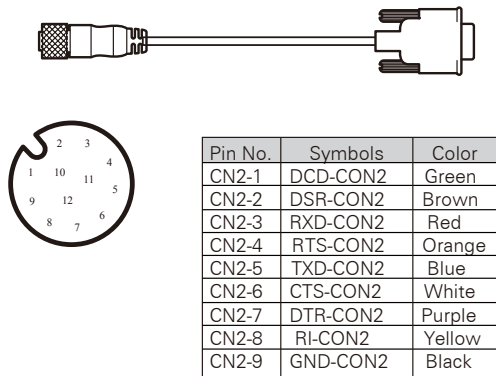 2 3
4
1 10
11
5
9 12
6
8
7
Pin No. Symbols Color
CN2-1 DCD-CON2 Green
CN2-2 DSR-CON2 Brown
CN2-3 RXD-CON2 Red
CN2-4 RTS-CON2 Orange
CN2-5 TXD-CON2 Blue
CN2-6 CTS-CON2 White
CN2-7 DTR-CON2 Purple
CN2-8 RI-CON2 Yellow
CN2-9 GND-CON2 Black